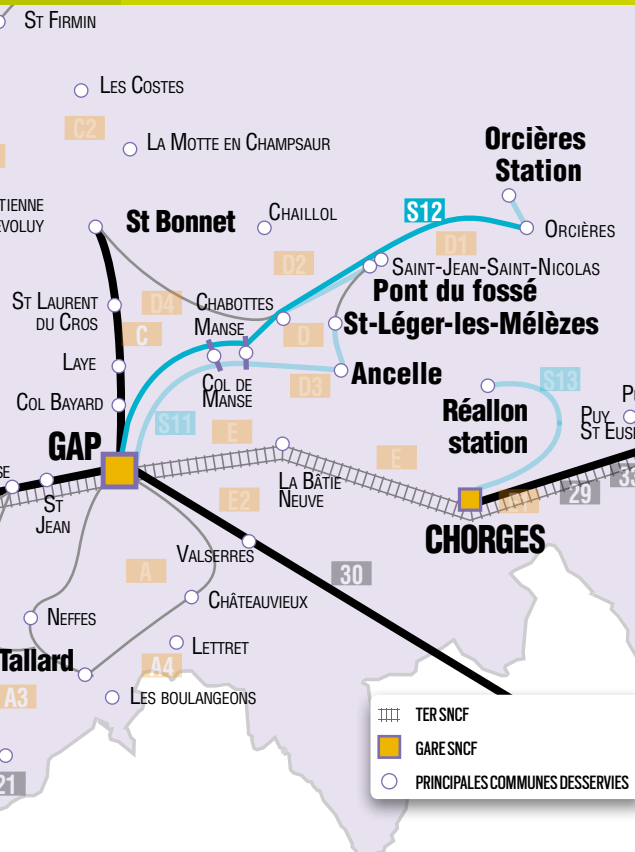 St Firmin
Les Costes
C2
La Motte en Champsaur
Orcières
Station
TIENNE
ÉVOLUY
St Bonnet
Chaillol
S12
Orcières
D1
D2
Saint-Jean-Saint-Nicolas
Pont du fossé
St Laurent
du Cros
D4
Chabottes
C
Manse
D
St-Léger-les-Mélèzes
Laye
Col de
Manse
D3
Ancelle
S13
Col Bayard
S11
Réallon
station
Puy
St Eus
GAP
E
E
La Bâtie
Neuve
St
Jean
E2
29
33
CHORGES
Valserres
A
30
Châteauvieux
Neffes
Lettret
Tallard
A4
A3
Les Boulangeons
21
TER SNCF
GARE SNCF
PRINCIPALES COMMUNES DESSERVIES